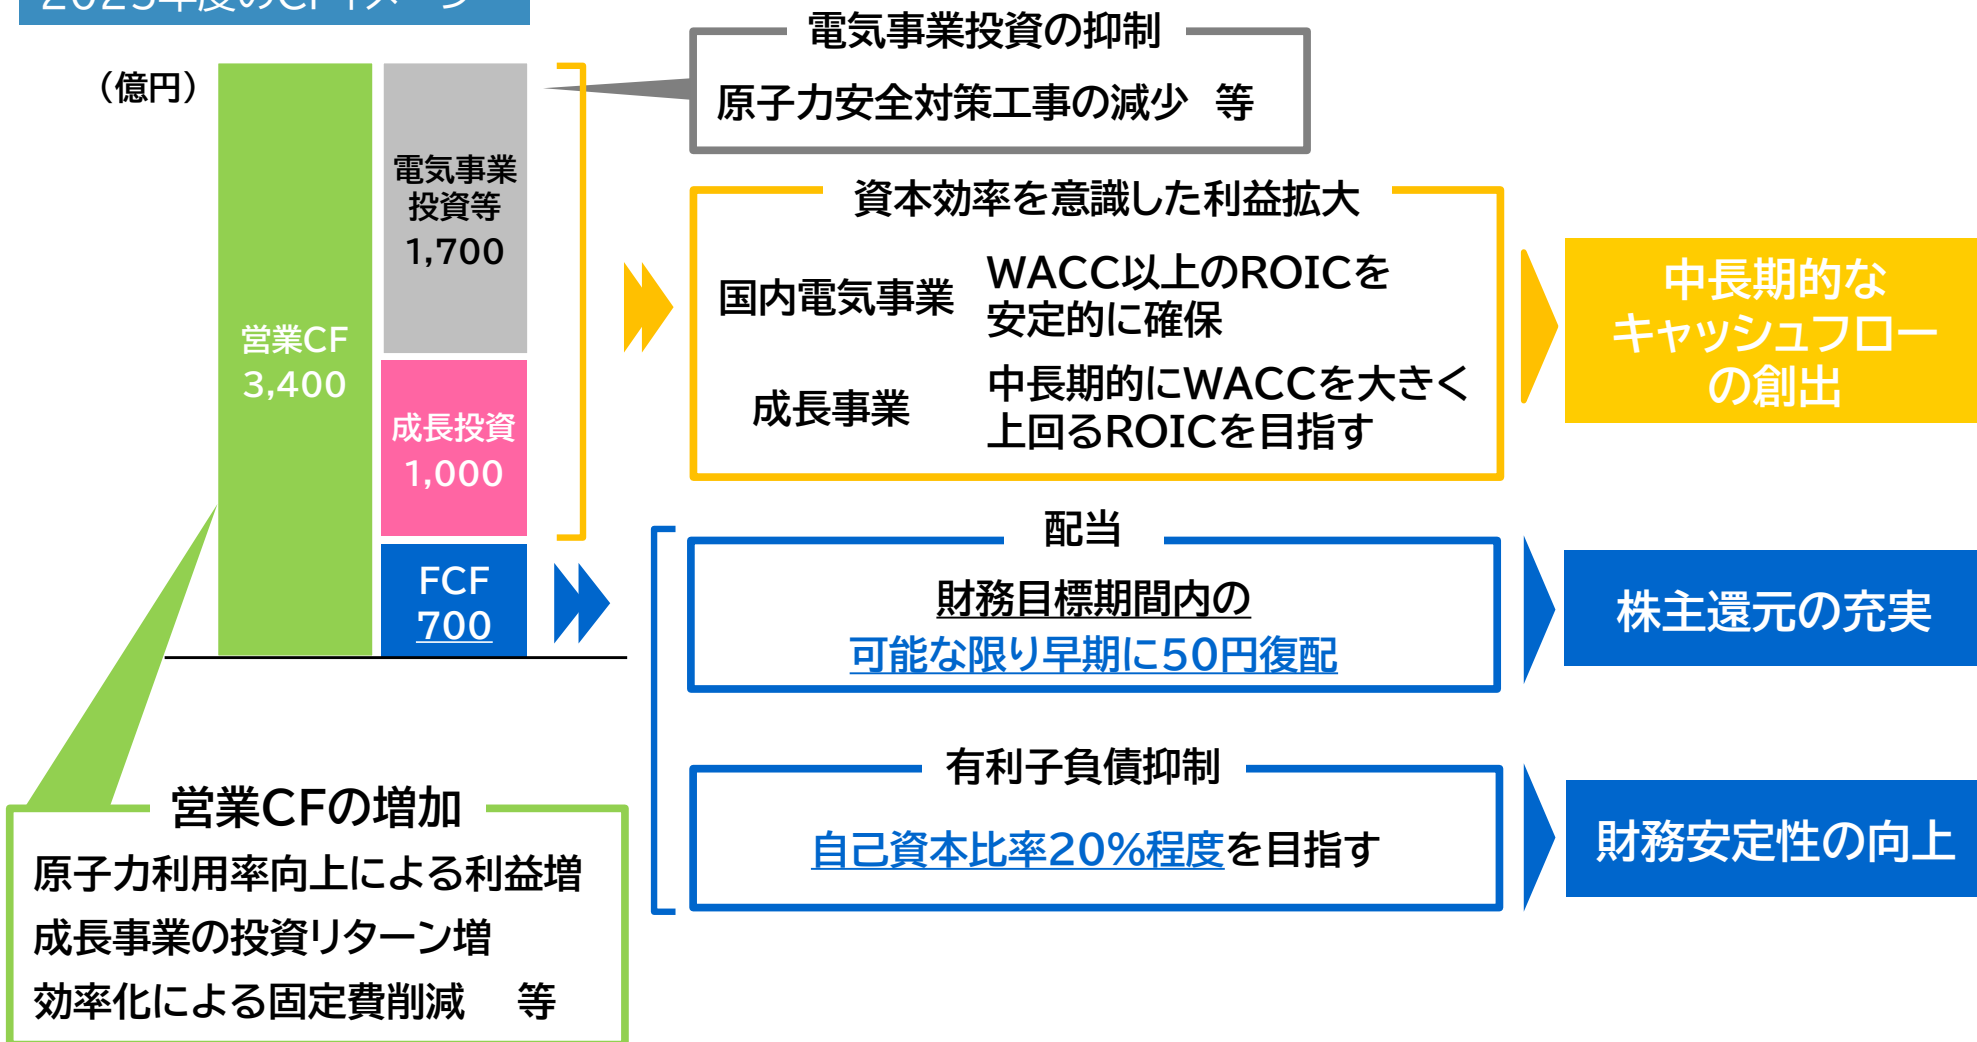 (億円)
営業CF
3,400
電気事業
投資等
1,700
成長投資
1,000
FCF
700
電気事業投資の抑制
原子力安全対策工事の減少 等
資本効率を意識した利益拡大
国内電気事業
WACC以上のROICを
安定的に確保
成長事業
中長期的にWACCを大きく
上回るROICを目指す
中長期的な
キャッシュフロー
の創出
配当
財務目標期間内の
可能な限り早期に50円復配
株主還元の充実
有利子負債抑制
自己資本比率20%程度を目指す
財務安定性の向上
営業CFの増加
原子力利用率向上による利益増
成長事業の投資リターン増
効率化による固定費削減 等